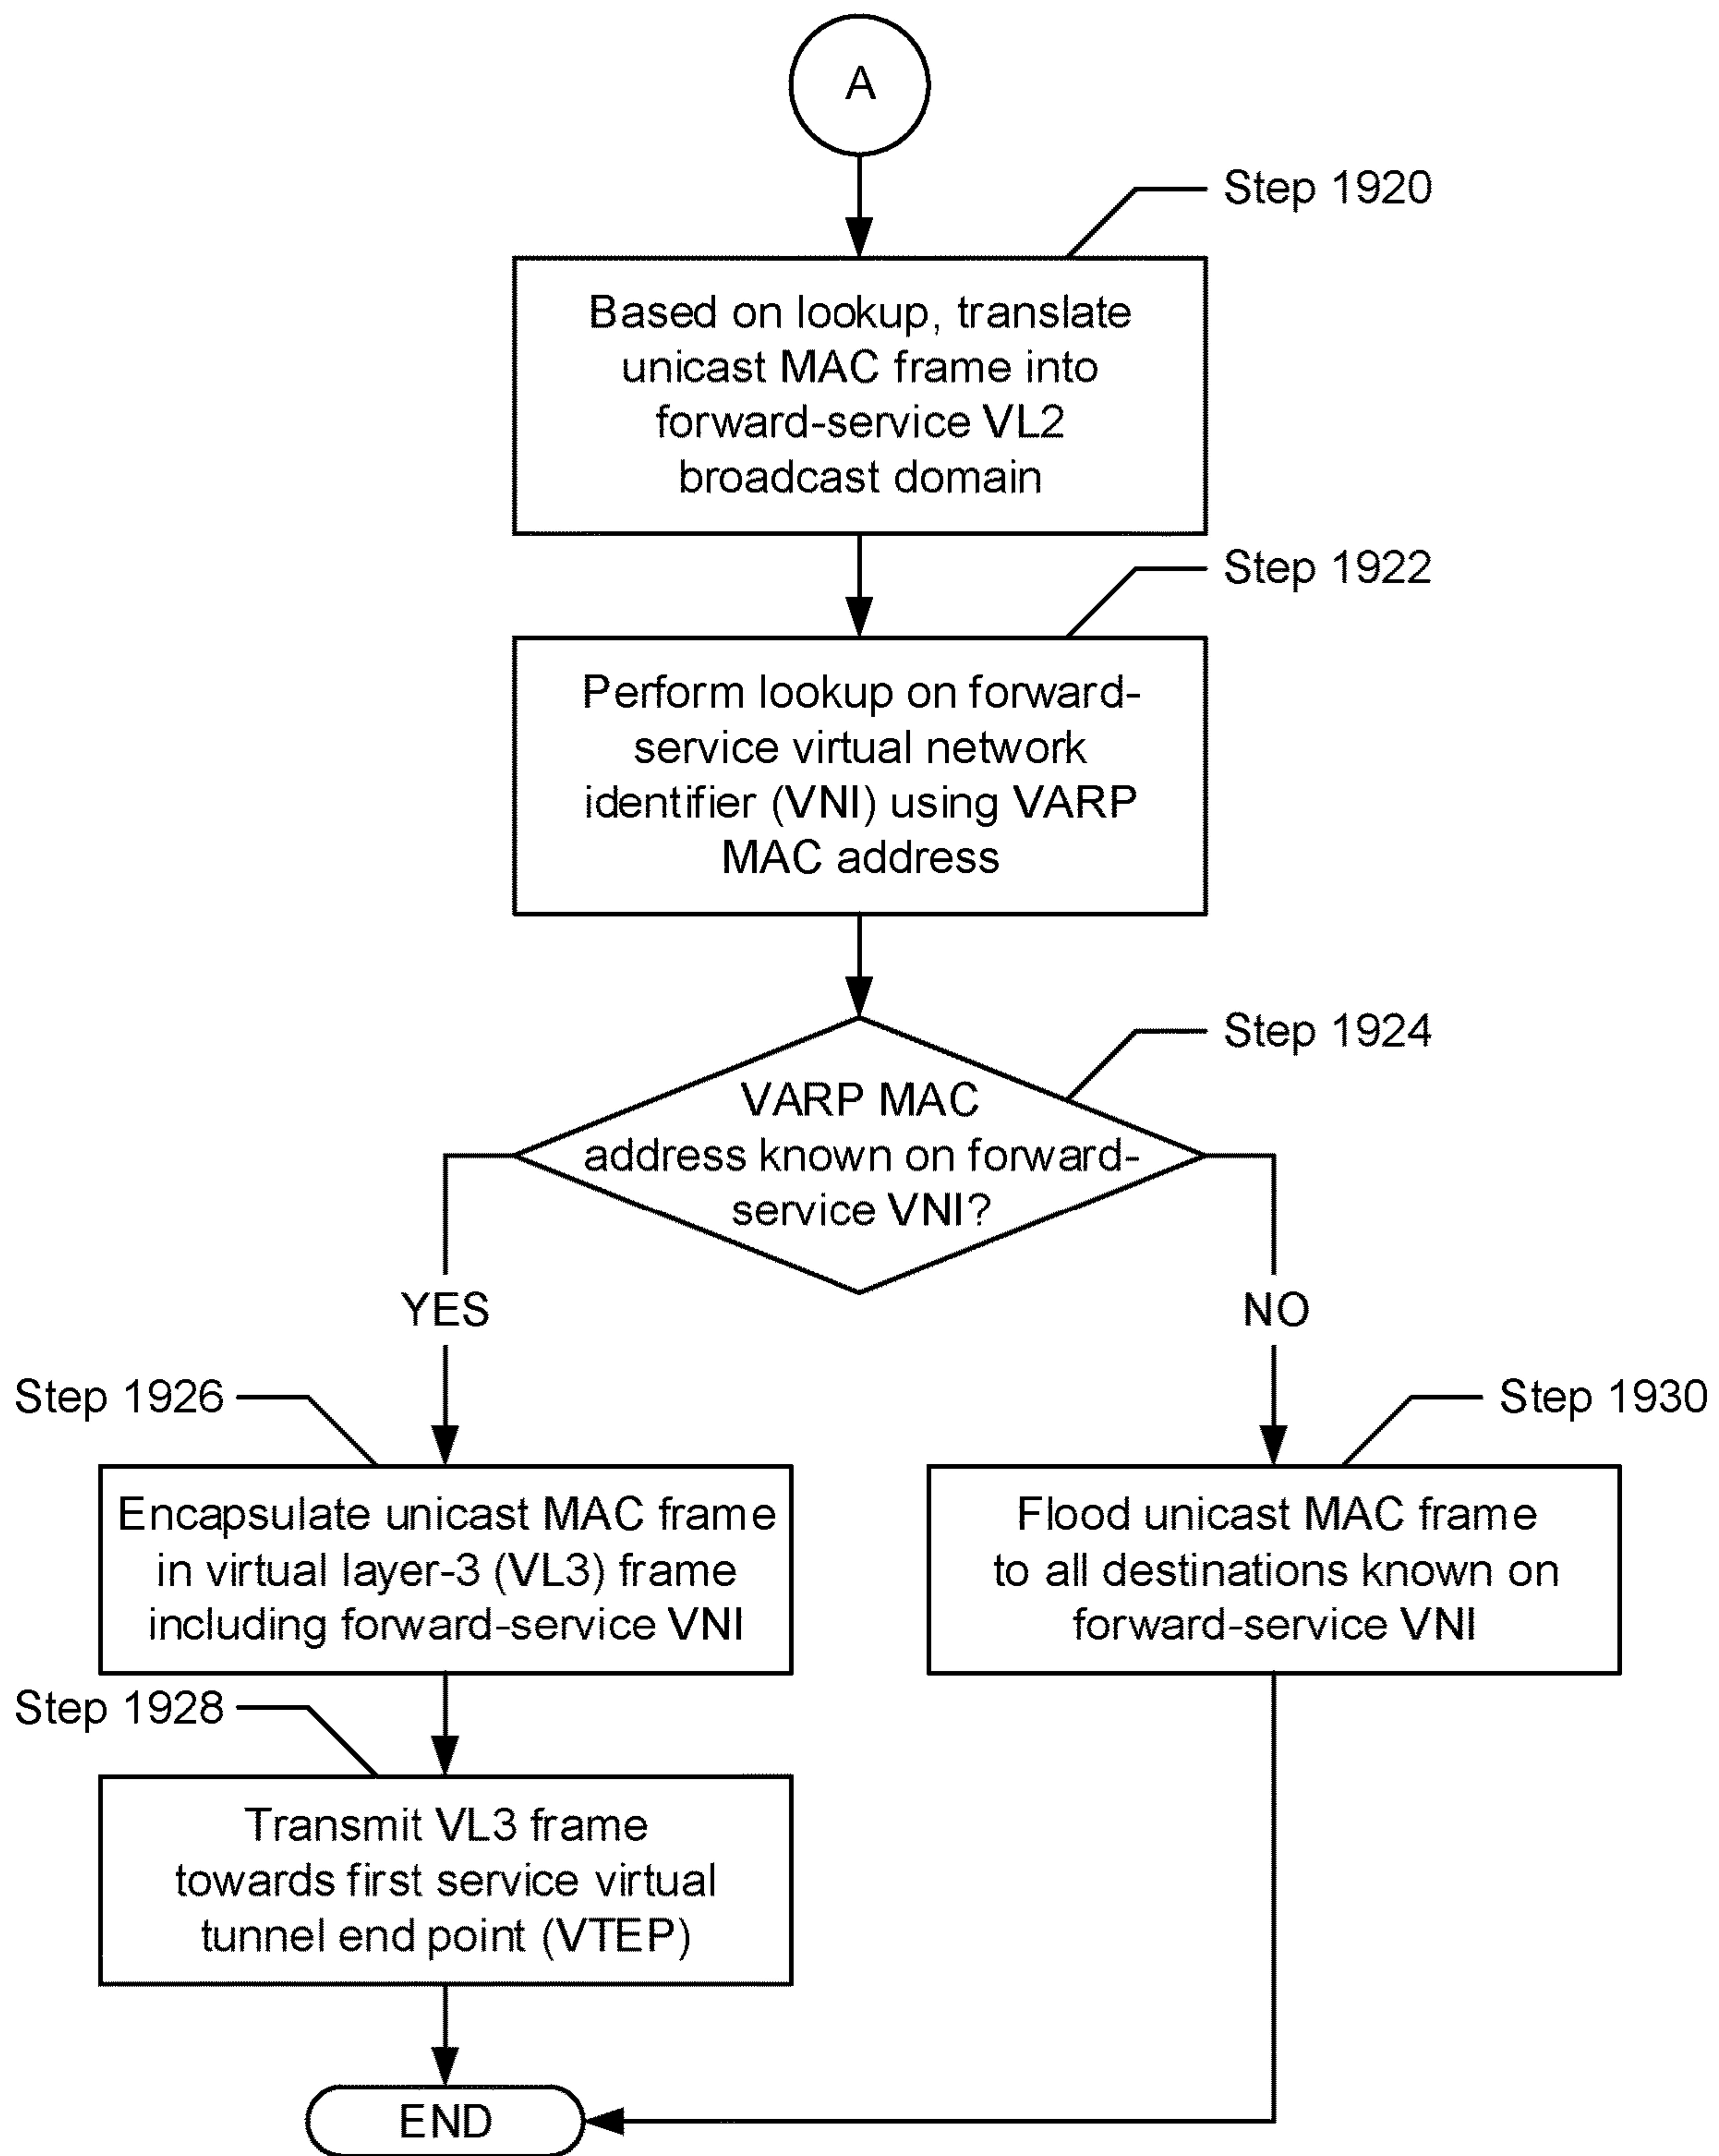 A
Step 1920
Based on lookup, translate
unicast MAC frame into
forward-service VL2
broadcast domain
Step 1922
Perform lookup on forward-
service virtual network
identifier (VNI) using VARP
MAC address
Step 1924
VARP MAC
address known on forward-
service VNI?
YES
NO
Step 1926
Encapsulate unicast MAC frame
in virtual layer-3 (VL3) frame
including forward-service VNI
Step 1930
Flood unicast MAC frame
to all destinations known on
forward-service VNI
Step 1928
Transmit VL3 frame
towards first service virtual
tunnel end point (VTEP)
END